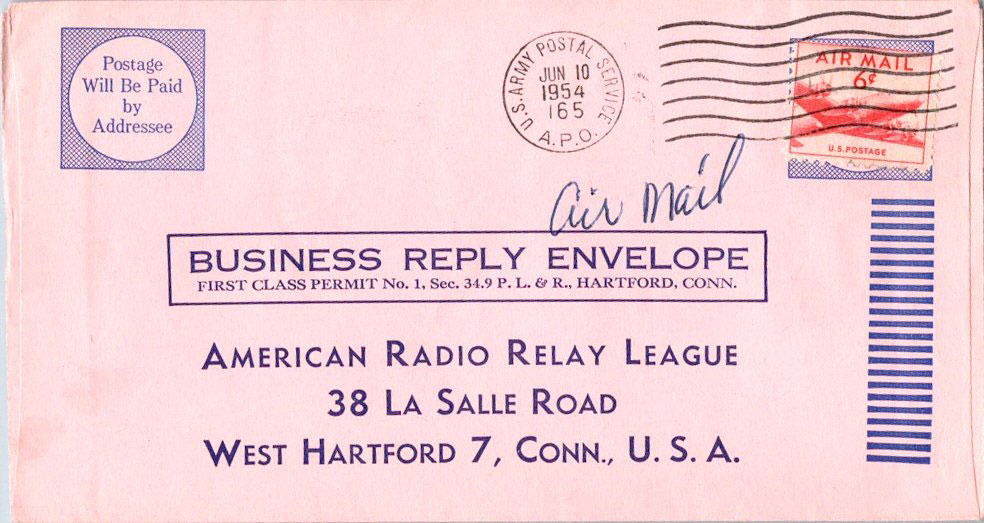 Postage
Will Be Paid
by
Addressee
U.S. ARMY POSTAL SERVICE
JUN 10
1954
165
A.P.O.
AIR MAIL
6¢
U.S. POSTAGE
Air Mail
BUSINESS REPLY ENVELOPE
FIRST CLASS PERMIT No. 1, Sec. 34.9 P. L. & R., HARTFORD, CONN.
AMERICAN RADIO RELAY LEAGUE
38 LA SALLE ROAD
WEST HARTFORD 7, CONN., U. S. A.